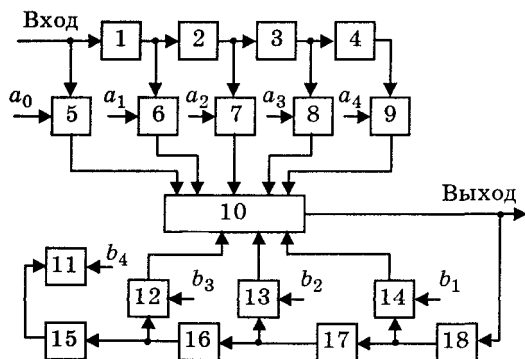 Вход
1 2 3 4
a₀ a₁ a₂ a₃ a₄
5 6 7 8 9
Выход
10
11 b₄
12 b₃ 13 b₂ 14 b₁
15 16 17 18